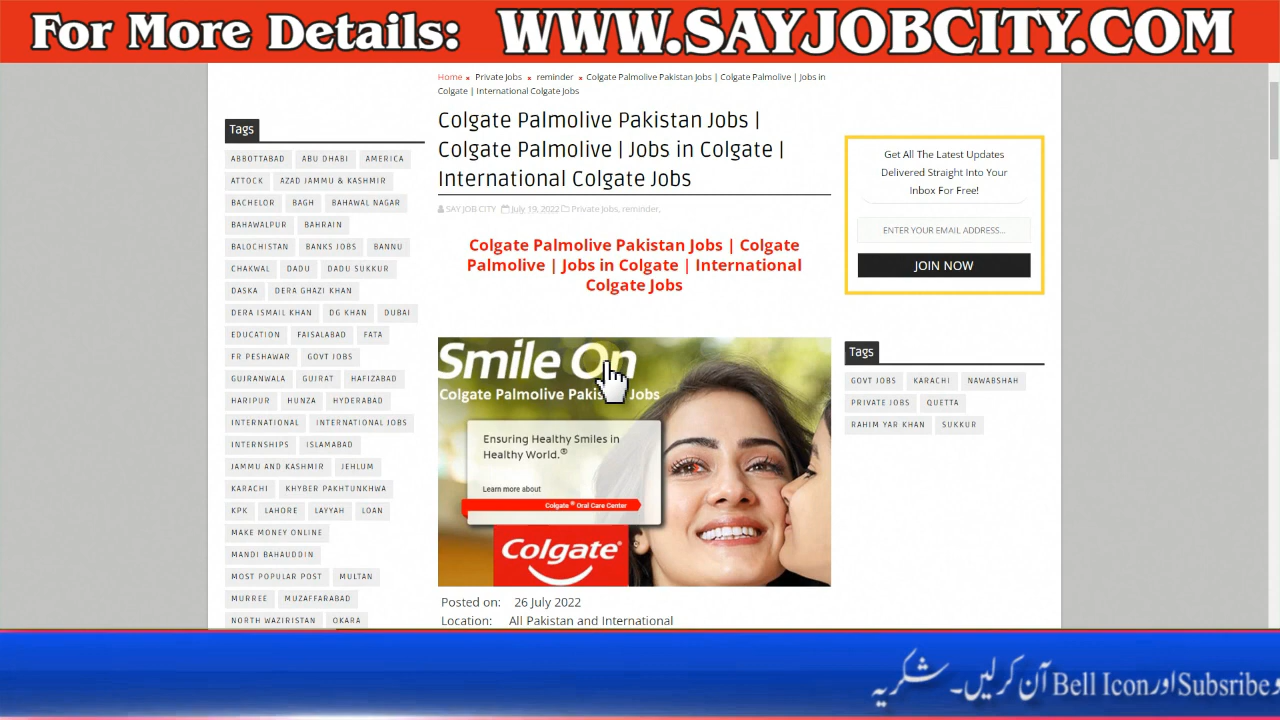 For More Details: WWW.SAYJOBCITY.COM
Home × Private Jobs × reminder × Colgate Palmolive Pakistan Jobs | Colgate Palmolive | Jobs in
Colgate | International Colgate Jobs
Tags
ABBOTTABAD ABU DHABI AMERICA
ATTOCK AZAD JAMMU & KASHMIR
BACHELOR BAGH BAHAWAL NAGAR
BAHAWALPUR BAHRAIN
BALOCHISTAN BANKS JOBS BANNU
CHAKWAL DADU DADU SUKKUR
DASKA DERA GHAZI KHAN
DERA ISMAIL KHAN DG KHAN DUBAI
EDUCATION FAISALABAD FATA
FR PESHAWAR GOVT JOBS
GUJRANWALA GUJRAT HAFIZABAD
HARIPUR HUNZA HYDERABAD
INTERNATIONAL INTERNATIONAL JOBS
INTERNSHIPS ISLAMABAD
JAMMU AND KASHMIR JEHLUM
KARACHI KHYBER PAKHTUNKHWA
KPK LAHORE LAYYAH LOAN
MAKE MONEY ONLINE
MANDI BAHAUDDIN
MOST POPULAR POST MULTAN
MURREE MUZAFFARABAD
NORTH WAZIRISTAN OKARA
Colgate Palmolive Pakistan Jobs |
Colgate Palmolive | Jobs in Colgate |
International Colgate Jobs
SAY JOB CITY July 19, 2022 Private Jobs, reminder,
Colgate Palmolive Pakistan Jobs | Colgate
Palmolive | Jobs in Colgate | International
Colgate Jobs
Smile On
Colgate Palmolive Jobs
Ensuring Healthy Smiles in
Healthy World.®
Learn more about
Colgate® Oral Care Center
Colgate®
Posted on: 26 July 2022
Location: All Pakistan and International
Get All The Latest Updates
Delivered Straight Into Your
Inbox For Free!
ENTER YOUR EMAIL ADDRESS...
JOIN NOW
Tags
GOVT JOBS KARACHI NAWABSHAH
PRIVATE JOBS QUETTA
RAHIM YAR KHAN SUKKUR
Subsribe اور Bell Icon آن کرلیں۔ شکریہ